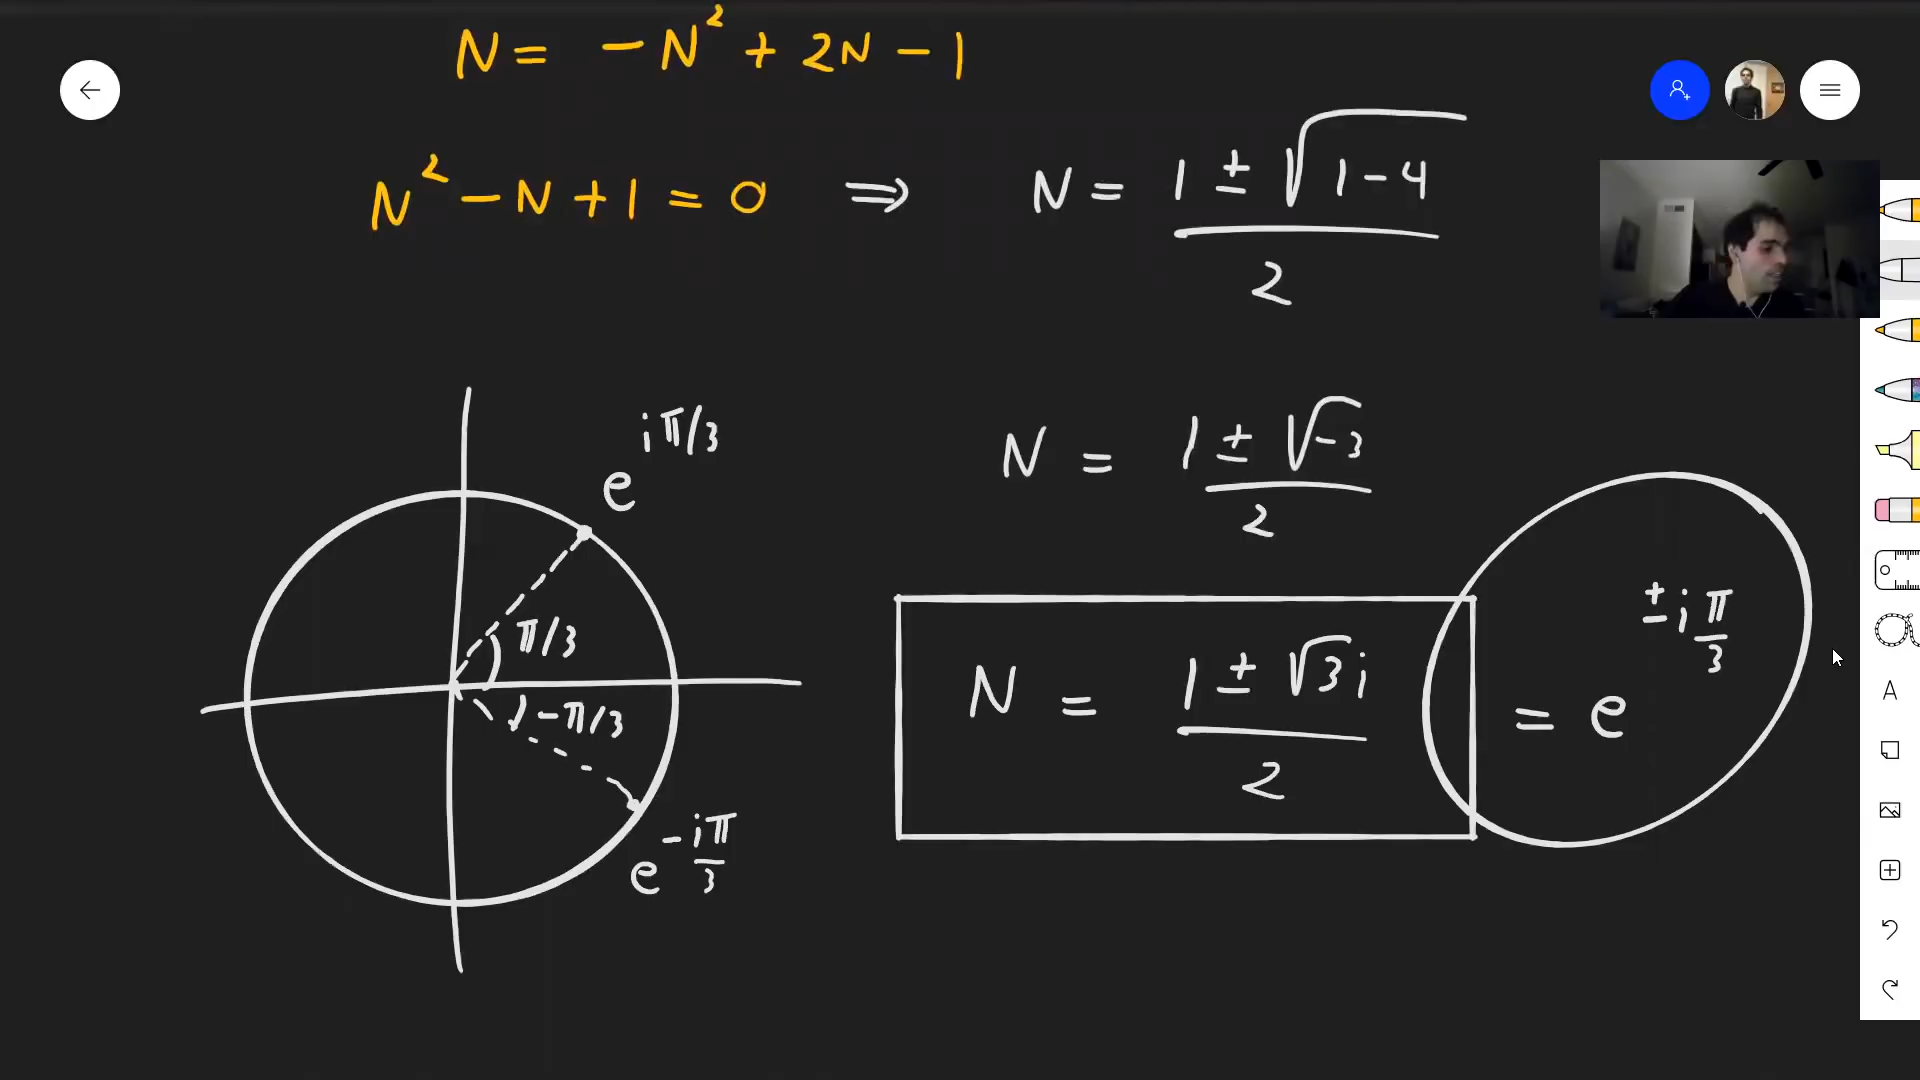 N = -N² + 2N - 1
N² - N + 1 = 0 ⇒ N = (1 ± √(1-4))/2
N = (1 ± √-3)/2
N = (1 ± √3 i)/2 = e^(± i π/3)
e^(iπ/3)
π/3
-π/3
e^(-iπ/3)
A